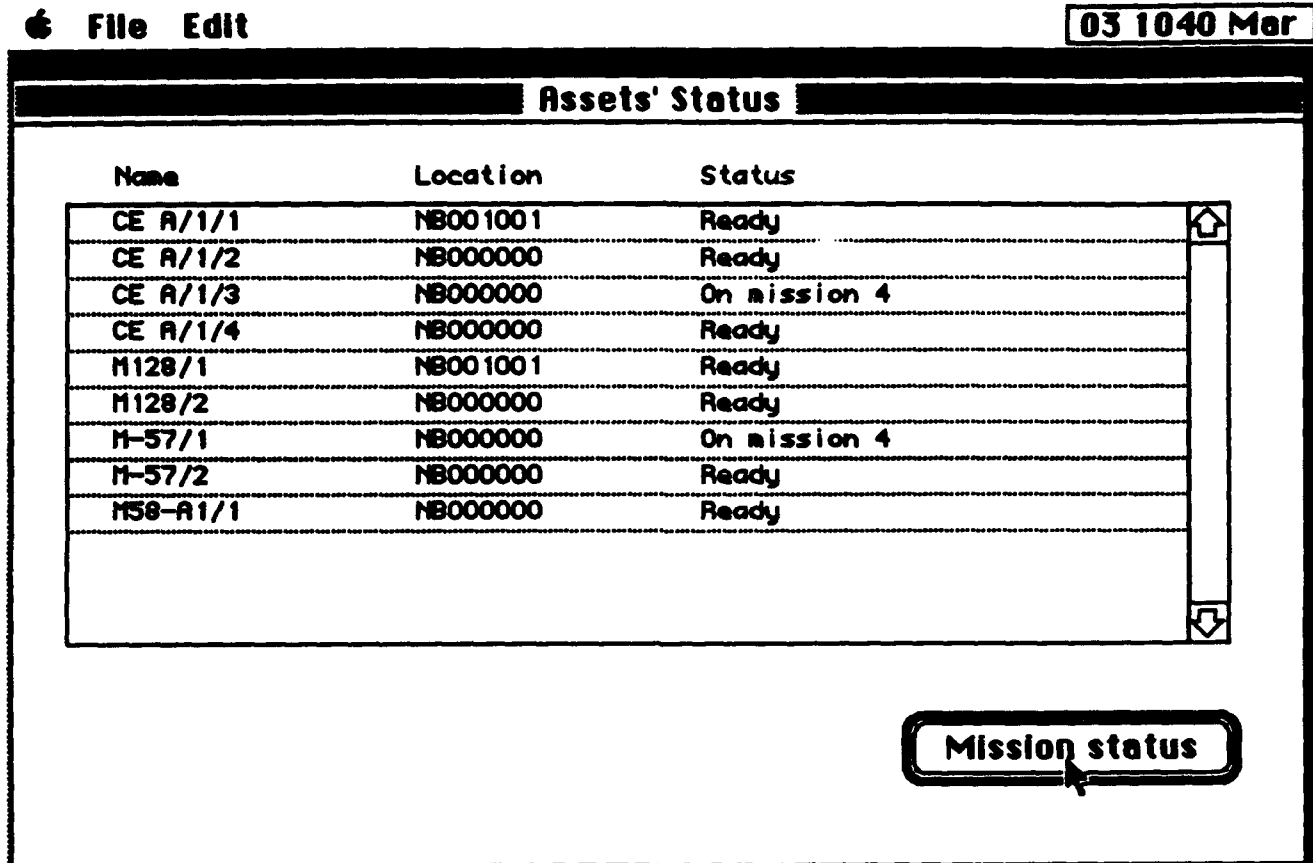 File Edit 03 1040 Mar
Assets' Status
Name Location Status
CE A/1/1 NB001001 Ready
CE A/1/2 NB000000 Ready
CE A/1/3 NB000000 On mission 4
CE A/1/4 NB000000 Ready
M128/1 NB001001 Ready
M128/2 NB000000 Ready
M-57/1 NB000000 On mission 4
M-57/2 NB000000 Ready
M58-A1/1 NB000000 Ready
Mission status